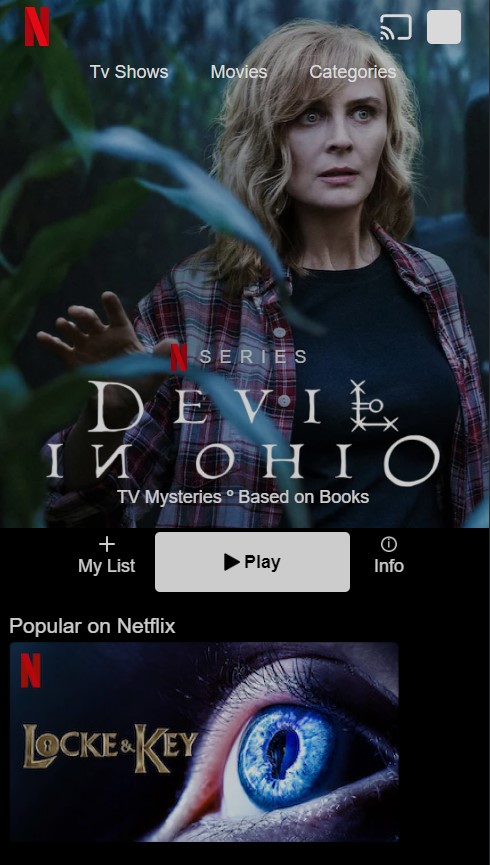 N
Tv Shows Movies Categories
N SERIES
DEVIL
IN OHIO
TV Mysteries º Based on Books
My List
Play
Info
Popular on Netflix
N
LOCKE & KEY